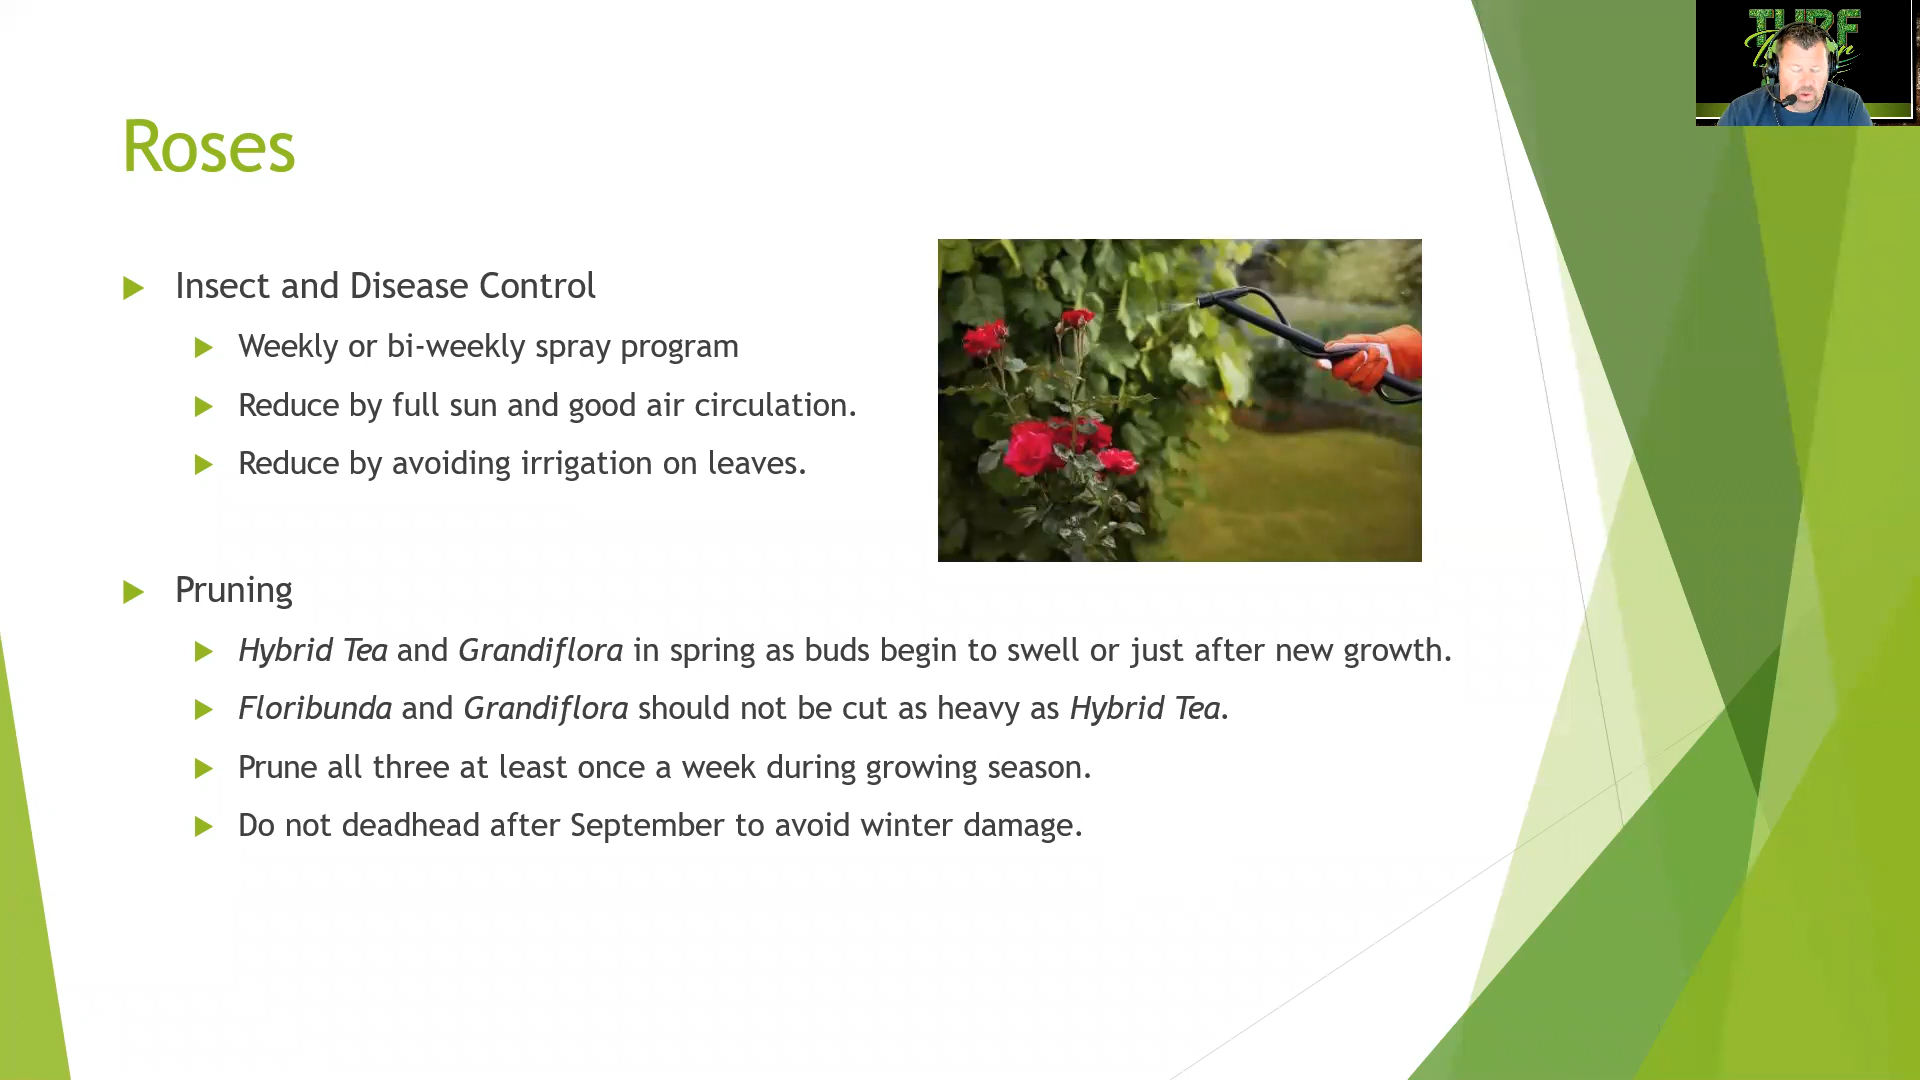 TURF
Roses
Insect and Disease Control
Weekly or bi-weekly spray program
Reduce by full sun and good air circulation.
Reduce by avoiding irrigation on leaves.
Pruning
Hybrid Tea and Grandiflora in spring as buds begin to swell or just after new growth.
Floribunda and Grandiflora should not be cut as heavy as Hybrid Tea.
Prune all three at least once a week during growing season.
Do not deadhead after September to avoid winter damage.